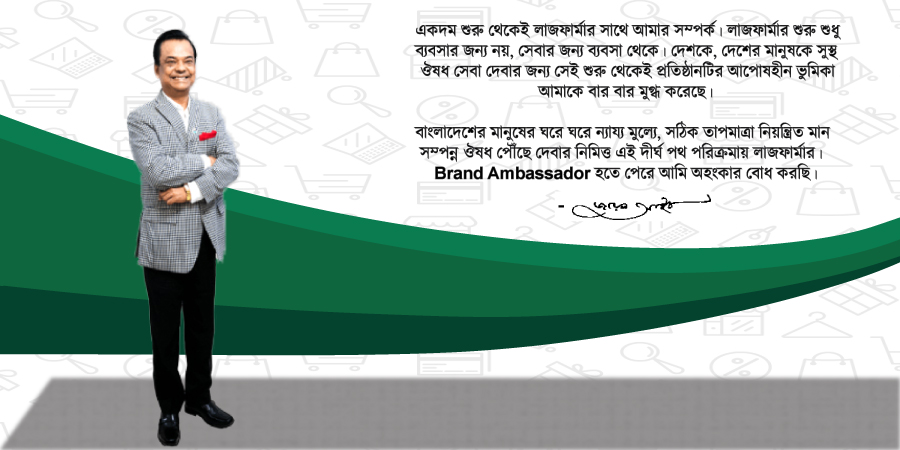 একদম শুরু থেকেই লাজফার্মার সাথে আমার সম্পর্ক। লাজফার্মার শুরু শুধু
ব্যবসার জন্য নয়, সেবার জন্য ব্যবসা থেকে। দেশকে, দেশের মানুষকে সুস্থ
ঔষধ সেবা দেবার জন্য সেই শুরু থেকেই প্রতিষ্ঠানটির আপোষহীন ভুমিকা
আমাকে বার বার মুগ্ধ করেছে।
বাংলাদেশের মানুষের ঘরে ঘরে ন্যায্য মুল্যে, সঠিক তাপমাত্রা নিয়ন্ত্রিত মান
সম্পন্ন ঔষধ পৌঁছে দেবার নিমিত্ত এই দীর্ঘ পথ পরিক্রমায় লাজফার্মার।
Brand Ambassador হতে পেরে আমি অহংকার বোধ করছি।